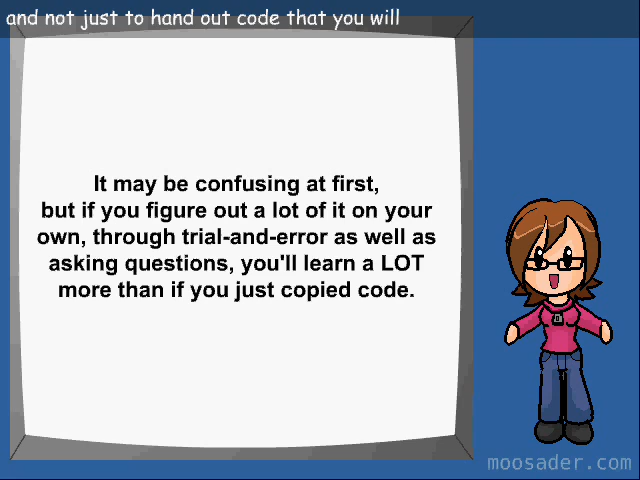 and not just to hand out code that you will
It may be confusing at first,
but if you figure out a lot of it on your
own, through trial-and-error as well as
asking questions, you'll learn a LOT
more than if you just copied code.
moosader.com